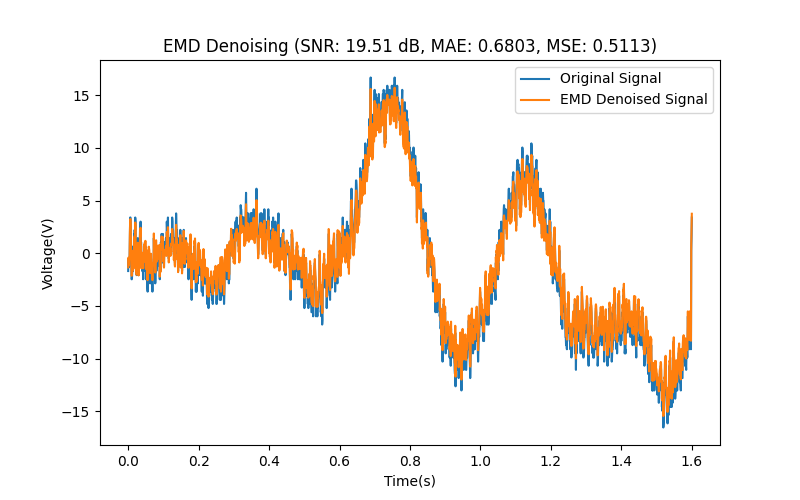 EMD Denoising (SNR: 19.51 dB, MAE: 0.6803, MSE: 0.5113)
Original Signal
EMD Denoised Signal
15
10
5
0
−5
−10
−15
Voltage(V)
0.0 0.2 0.4 0.6 0.8 1.0 1.2 1.4 1.6
Time(s)